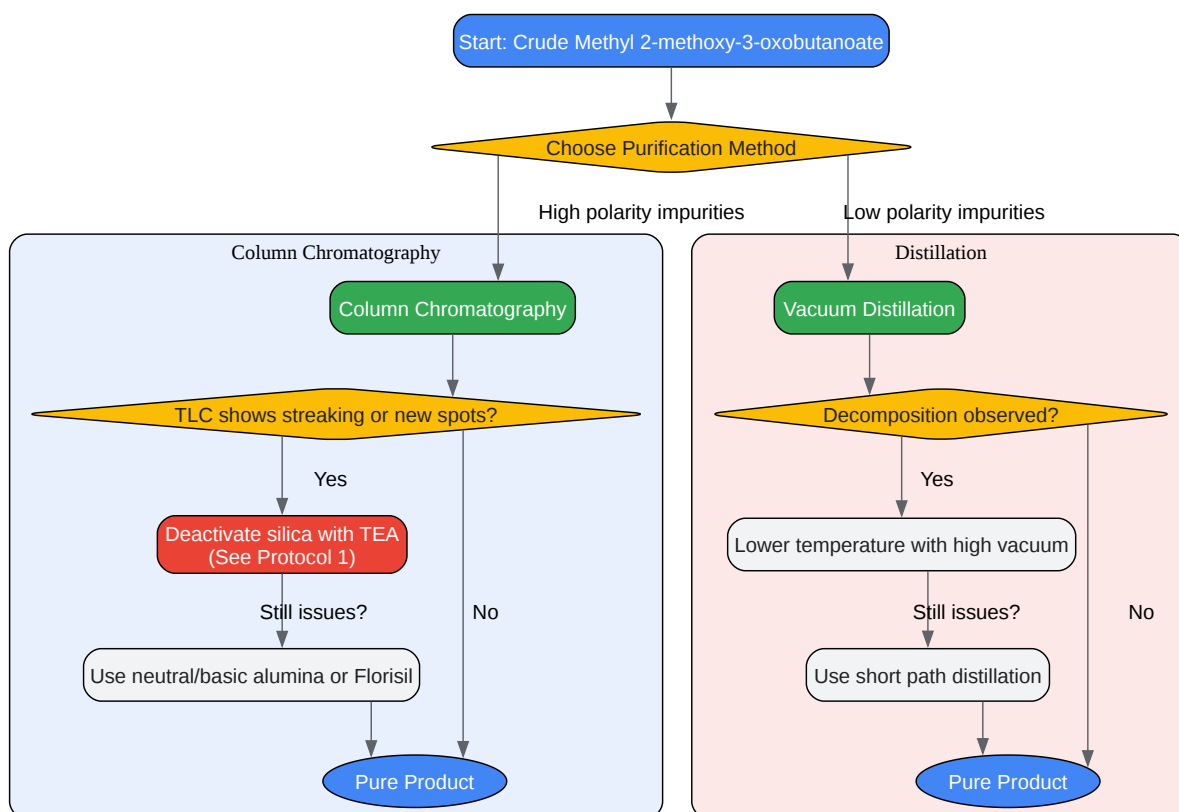 Start: Crude Methyl 2-methoxy-3-oxobutanoate
Choose Purification Method
High polarity impurities
Low polarity impurities
Column Chromatography
Column Chromatography
TLC shows streaking or new spots?
Yes
Deactivate silica with TEA
(See Protocol 1)
Still issues?
No
Use neutral/basic alumina or Florisil
Pure Product
Distillation
Vacuum Distillation
Decomposition observed?
Yes
Lower temperature with high vacuum
Still issues?
No
Use short path distillation
Pure Product